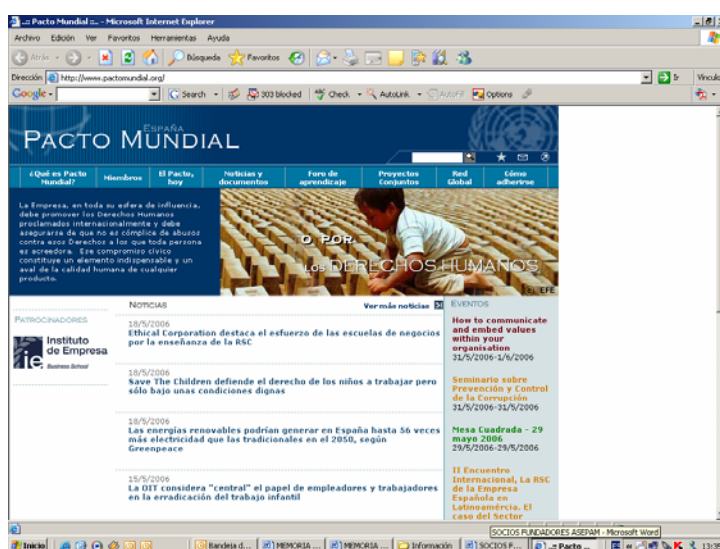 ..:: Pacto Mundial ::.. - Microsoft Internet Explorer
Archivo Edición Ver Favoritos Herramientas Ayuda
Atrás Búsqueda Favoritos
Dirección http://www.pactomundial.org/ Ir Vínculos
Google Search 303 blocked Check AutoLink AutoFill Options
ESPAÑA
PACTO MUNDIAL
¿Qué es Pacto Mundial? Miembros El Pacto, hoy Noticias y documentos Foro de aprendizaje Proyectos Conjuntos Red Global Cómo adherirse
La Empresa, en toda su esfera de influencia,
debe promover los Derechos Humanos
proclamados internacionalmente y debe
asegurarse de que no es cómplice de abusos
contra esos Derechos a los que toda persona
es acreedora. Ese compromiso cívico
constituye un elemento indispensable y un
aval de la calidad humana de cualquier
producto.
O POR
LOS DERECHOS HUMANOS
(c) EFE
PATROCINADORES
Instituto
de Empresa
ie Business School
NOTICIAS Ver más noticias
18/5/2006
Ethical Corporation destaca el esfuerzo de las escuelas de negocios
por la enseñanza de la RSC
18/5/2006
Save The Children defiende el derecho de los niños a trabajar pero
sólo bajo unas condiciones dignas
18/5/2006
Las energías renovables podrían generar en España hasta 56 veces
más electricidad que las tradicionales en el 2050, según
Greenpeace
15/5/2006
La OIT considera "central" el papel de empleadores y trabajadores
en la erradicación del trabajo infantil
EVENTOS
How to communicate
and embed values
within your
organisation
31/5/2006-1/6/2006
Seminario sobre
Prevención y Control
de la Corrupción
31/5/2006-31/5/2006
Mesa Cuadrada - 29
mayo 2006
29/5/2006-29/5/2006
II Encuentro
Internacional, La RSC
de la Empresa
Española en
Latinoamércia. El
caso del Sector
SOCIOS FUNDADORES ASEPAM - Microsoft Word
Inicio Bandeja d... MEMORIA ... MEMORIA ... Información SOCIOS F... ..:: Pacto ...